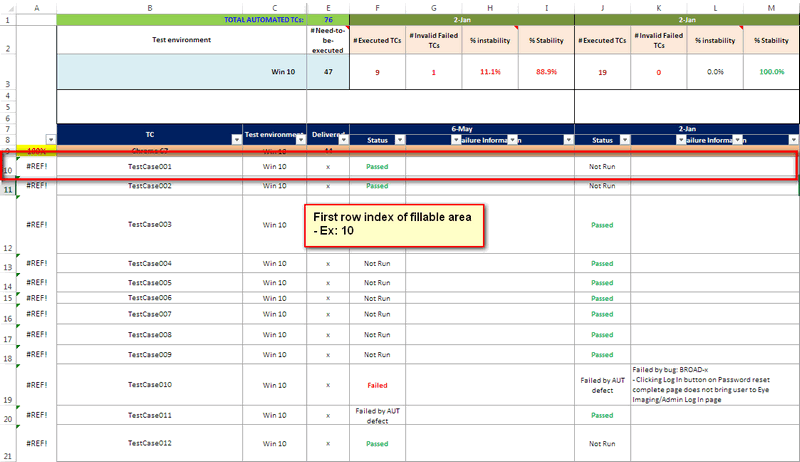 A B C E F G H I J K L M
1 TOTAL AUTOMATED TCs: 76 2-Jan 2-Jan
2 Test environment #Need-to-be-executed # Executed TCs # Invalid Failed TCs % instability % Stability # Executed TCs # Invalid Failed TCs % instability % Stability
3 Win 10 47 9 1 11.1% 88.9% 19 0 0.0% 100.0%
4
5
6
7 TC Test environment Delivered 6-May 2-Jan
8 Status Failure Information Status Failure Information
9 100% Chrome 67 Win 10
10 #REF! TestCase001 Win 10 x Passed Not Run
11 #REF! TestCase002 Win 10 x Passed Not Run
First row index of fillable area
- Ex: 10
12 #REF! TestCase003 Win 10 x Passed
13 #REF! TestCase004 Win 10 x Not Run Passed
14 #REF! TestCase005 Win 10 x Not Run Passed
15 #REF! TestCase006 Win 10 x Not Run Passed
16 #REF! TestCase007 Win 10 x Not Run Passed
17 #REF! TestCase008 Win 10 x Not Run Passed
18 #REF! TestCase009 Win 10 x Not Run Passed
19 #REF! TestCase010 Win 10 x Failed Failed by AUT defect Failed by bug: BROAD-x
- Clicking Log In button on Password reset
complete page does not bring user to Eye
Imaging/Admin Log In page
20 #REF! TestCase011 Win 10 x Failed by AUT defect Passed
21 #REF! TestCase012 Win 10 x Passed Not Run